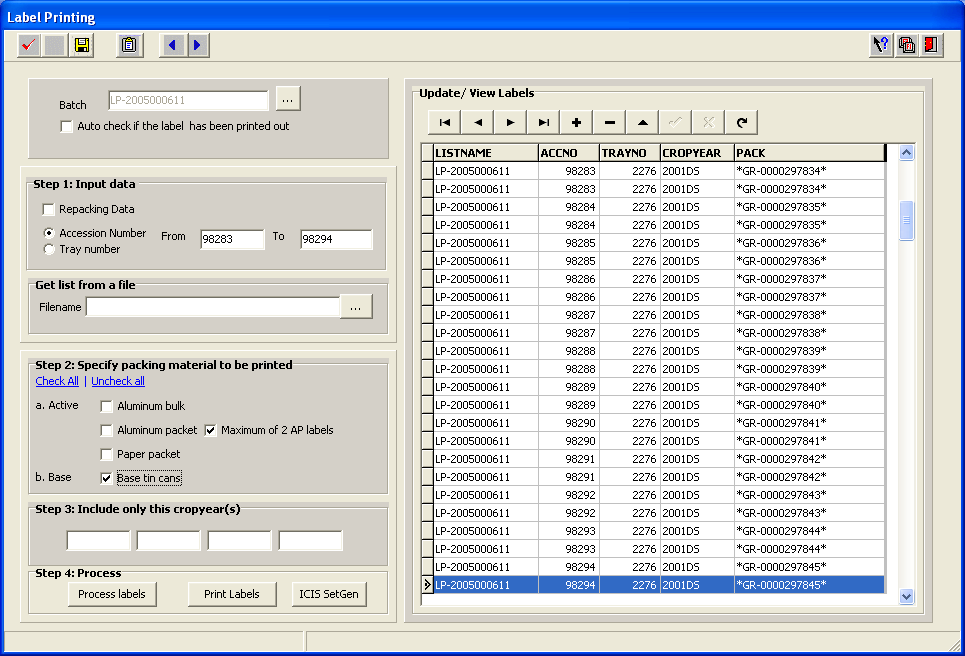 Label Printing
Batch LP-2005000611 ...
Auto check if the label has been printed out
Step 1: Input data
Repacking Data
Accession Number From 98283 To 98294
Tray number
Get list from a file
Filename ...
Step 2: Specify packing material to be printed
Check All | Uncheck all
a. Active Aluminum bulk
Aluminum packet Maximum of 2 AP labels
Paper packet
b. Base Base tin cans
Step 3: Include only this cropyear(s)
Step 4: Process
Process labels Print Labels ICIS SetGen
Update/ View Labels
LISTNAME ACCNO TRAYNO CROPYEAR PACK
LP-2005000611 98283 2276 2001DS *GR-0000297834*
LP-2005000611 98283 2276 2001DS *GR-0000297834*
LP-2005000611 98284 2276 2001DS *GR-0000297835*
LP-2005000611 98284 2276 2001DS *GR-0000297835*
LP-2005000611 98285 2276 2001DS *GR-0000297836*
LP-2005000611 98285 2276 2001DS *GR-0000297836*
LP-2005000611 98286 2276 2001DS *GR-0000297837*
LP-2005000611 98286 2276 2001DS *GR-0000297837*
LP-2005000611 98287 2276 2001DS *GR-0000297838*
LP-2005000611 98287 2276 2001DS *GR-0000297838*
LP-2005000611 98288 2276 2001DS *GR-0000297839*
LP-2005000611 98288 2276 2001DS *GR-0000297839*
LP-2005000611 98289 2276 2001DS *GR-0000297840*
LP-2005000611 98289 2276 2001DS *GR-0000297840*
LP-2005000611 98290 2276 2001DS *GR-0000297841*
LP-2005000611 98290 2276 2001DS *GR-0000297841*
LP-2005000611 98291 2276 2001DS *GR-0000297842*
LP-2005000611 98291 2276 2001DS *GR-0000297842*
LP-2005000611 98292 2276 2001DS *GR-0000297843*
LP-2005000611 98292 2276 2001DS *GR-0000297843*
LP-2005000611 98293 2276 2001DS *GR-0000297844*
LP-2005000611 98293 2276 2001DS *GR-0000297844*
LP-2005000611 98294 2276 2001DS *GR-0000297845*
LP-2005000611 98294 2276 2001DS *GR-0000297845*